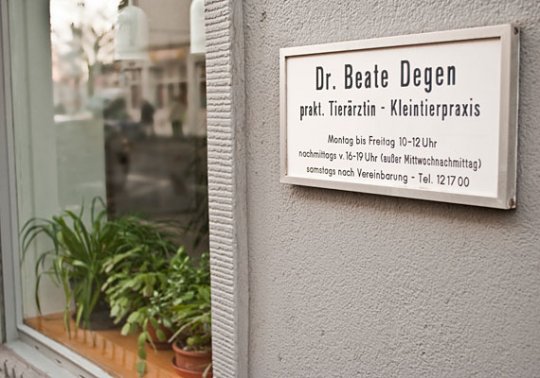 Dr. Beate Degen
prakt. Tierärztin - Kleintierpraxis
Montag bis Freitag 10-12 Uhr
nachmittags v. 16-19 Uhr (außer Mittwochnachmittag)
samstags nach Vereinbarung - Tel. 12 17 00